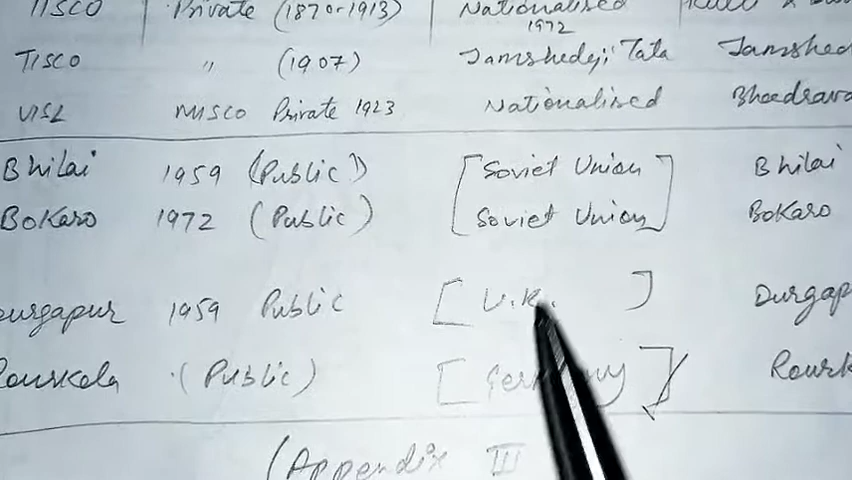 IISCO Private (1870-1913) Nationalised
1972
TISCO " (1907) Jamshedji Tata Jamshed
VISL MISCO Private 1923 Nationalised Bhadrava
Bhilai 1959 (Public) [Soviet Union] Bhilai
Bokaro 1972 (Public) [Soviet Union] Bokaro
urgapur 1959 Public [U.K.] Durgap
Rourkela (Public) [Germany] Rourk
(Appendix III